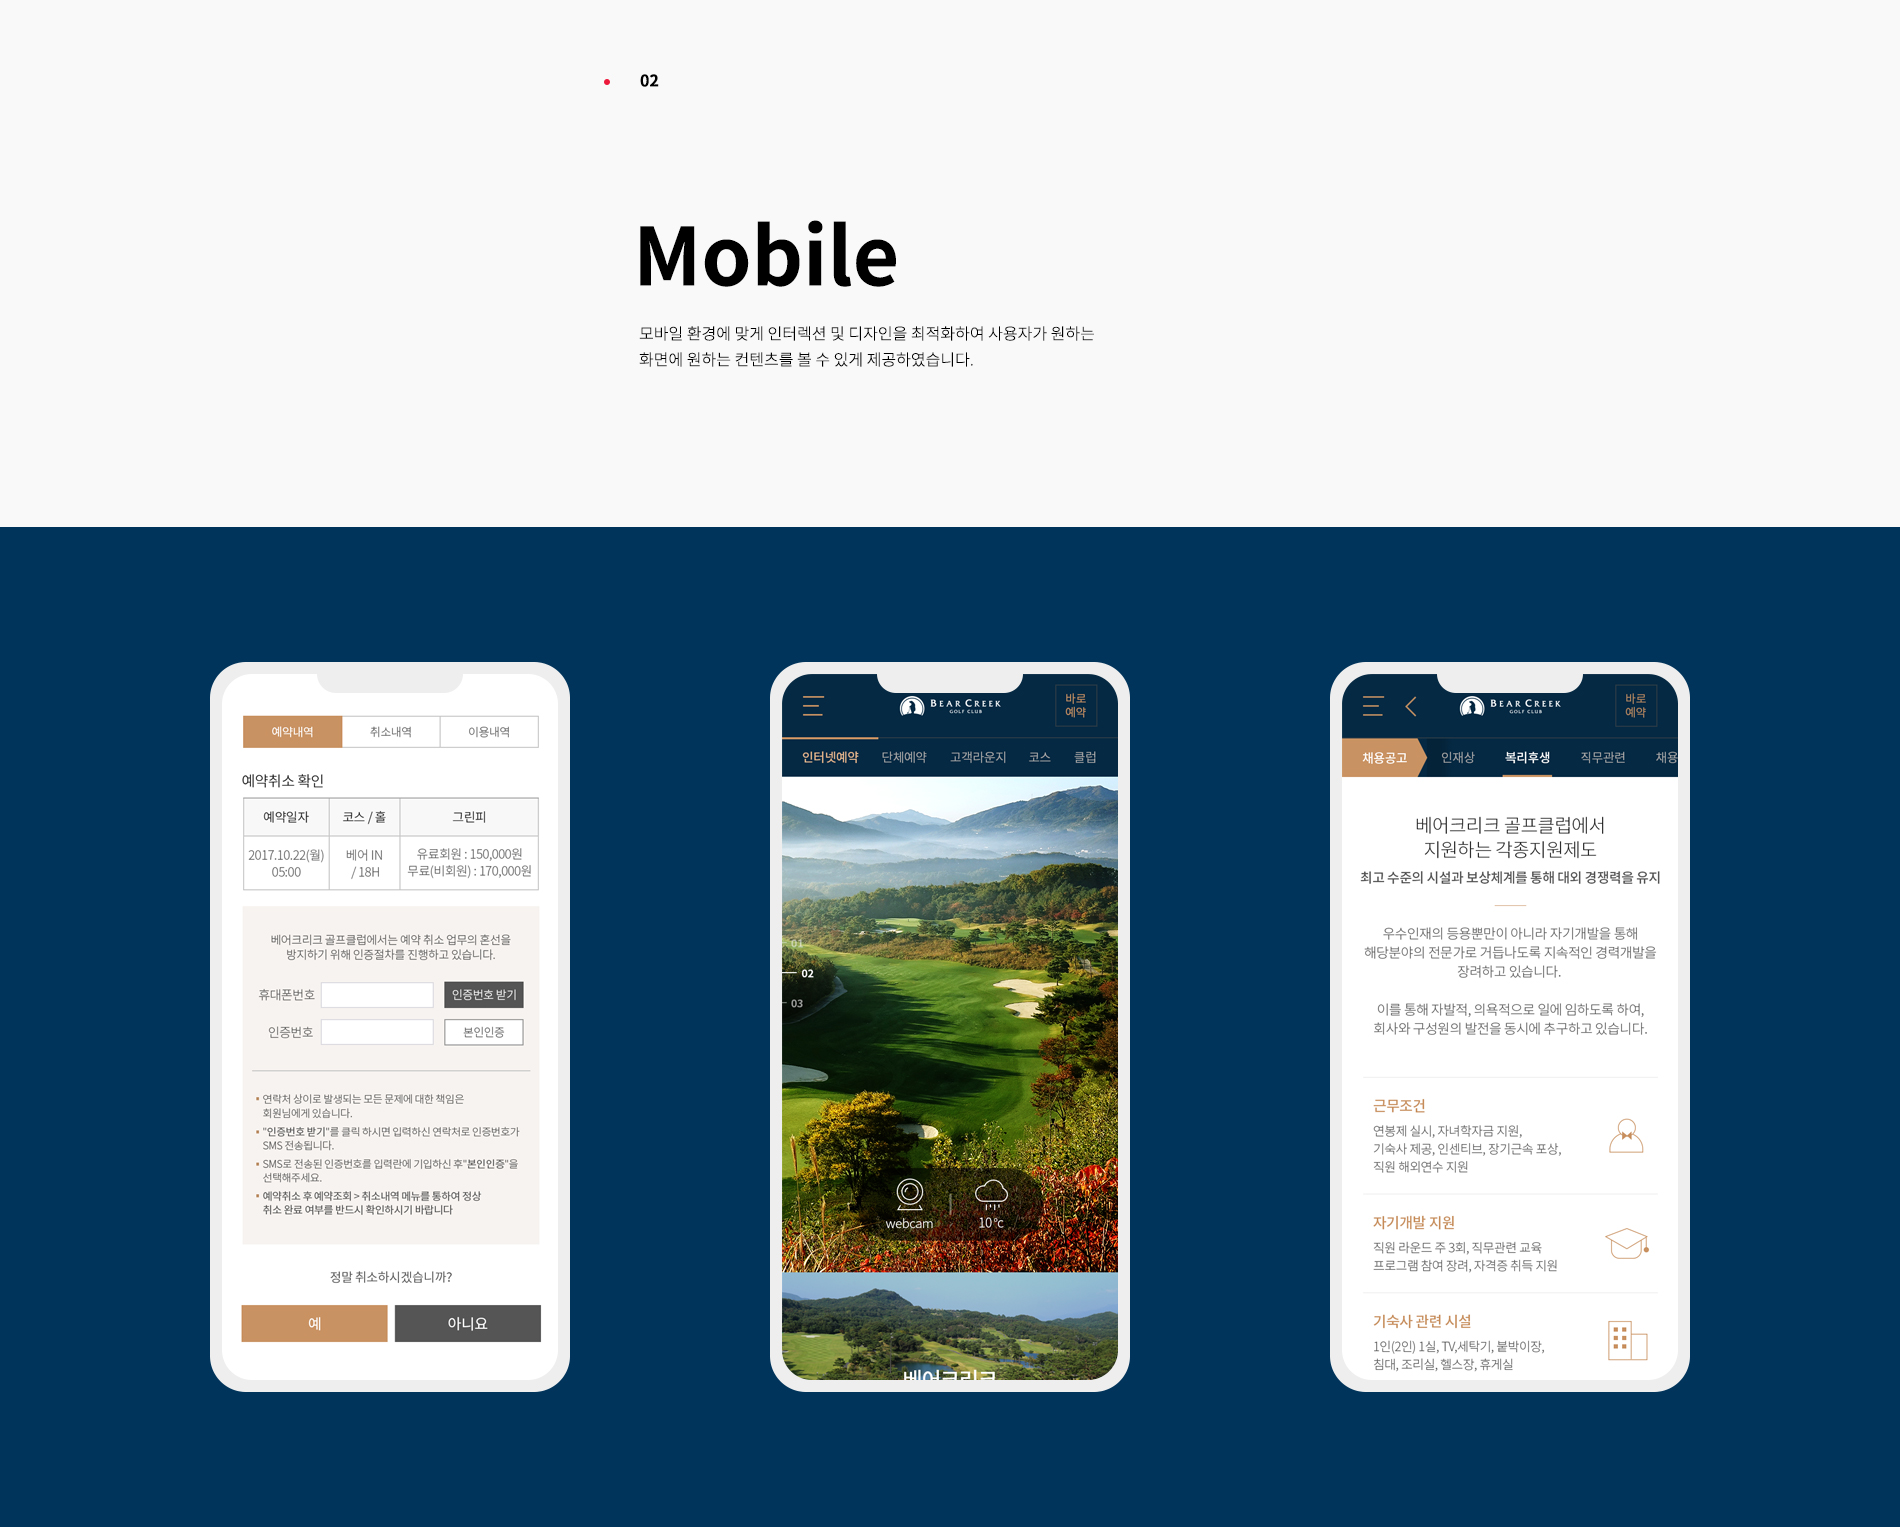 02
Mobile
모바일 환경에 맞게 인터렉션 및 디자인을 최적화하여 사용자가 원하는
화면에 원하는 컨텐츠를 볼 수 있게 제공하였습니다.
예약내역 취소내역 이용내역
예약취소 확인
예약일자 코스 / 홀 그린피
2017.10.22(월) 베어 IN 유료회원 : 150,000원
05:00 / 18H 무료(비회원) : 170,000원
베어크리크 골프클럽에서는 예약 취소 업무의 혼선을
방지하기 위해 인증절차를 진행하고 있습니다.
휴대폰번호 인증번호 받기
인증번호 본인인증
연락처 상이로 발생되는 모든 문제에 대한 책임은
회원님에게 있습니다.
"인증번호 받기"를 클릭 하시면 입력하신 연락처로 인증번호가
SMS 전송됩니다.
SMS로 전송된 인증번호를 입력란에 기입하신 후"본인인증"을
선택해주세요.
예약취소 후 예약조회 > 취소내역 메뉴를 통하여 정상
취소 완료 여부를 반드시 확인하시기 바랍니다
정말 취소하시겠습니까?
예 아니요
BEAR CREEK
GOLF CLUB
바로
예약
인터넷예약 단체예약 고객라운지 코스 클럽
01
02
03
webcam 10℃
베어크리크
BEAR CREEK
GOLF CLUB
바로
예약
채용공고 인재상 복리후생 직무관련 채용
베어크리크 골프클럽에서
지원하는 각종지원제도
최고 수준의 시설과 보상체계를 통해 대외 경쟁력을 유지
우수인재의 등용뿐만이 아니라 자기개발을 통해
해당분야의 전문가로 거듭나도록 지속적인 경력개발을
장려하고 있습니다.
이를 통해 자발적, 의욕적으로 일에 임하도록 하여,
회사와 구성원의 발전을 동시에 추구하고 있습니다.
근무조건
연봉제 실시, 자녀학자금 지원,
기숙사 제공, 인센티브, 장기근속 포상,
직원 해외연수 지원
자기개발 지원
직원 라운드 주 3회, 직무관련 교육
프로그램 참여 장려, 자격증 취득 지원
기숙사 관련 시설
1인(2인) 1실, TV,세탁기, 붙박이장,
침대, 조리실, 헬스장, 휴게실